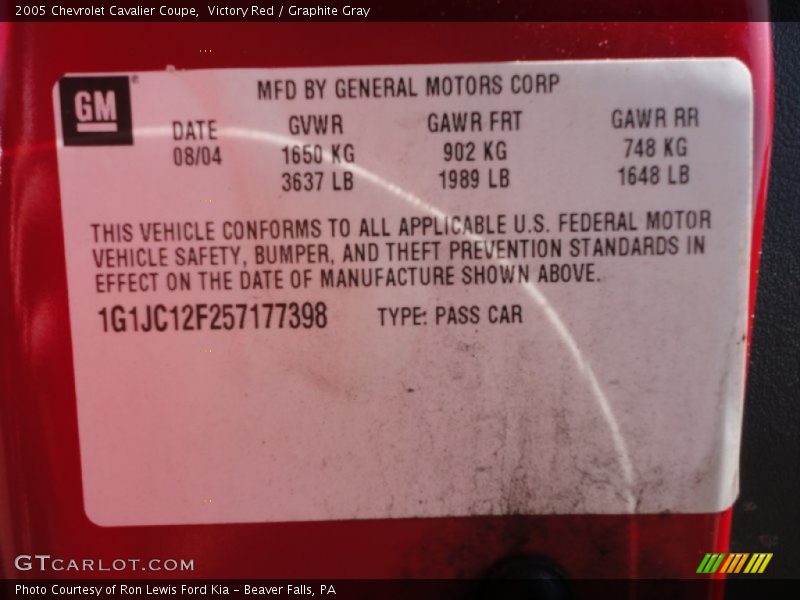 2005 Chevrolet Cavalier Coupe,  Victory Red / Graphite Gray
GM
MFD BY GENERAL MOTORS CORP
DATE GVWR GAWR FRT GAWR RR
08/04 1650 KG 902 KG 748 KG
3637 LB 1989 LB 1648 LB
THIS VEHICLE CONFORMS TO ALL APPLICABLE U.S. FEDERAL MOTOR
VEHICLE SAFETY, BUMPER, AND THEFT PREVENTION STANDARDS IN
EFFECT ON THE DATE OF MANUFACTURE SHOWN ABOVE.
1G1JC12F257177398 TYPE: PASS CAR
GTCARLOT.COM
Photo Courtesy of Ron Lewis Ford Kia - Beaver Falls, PA